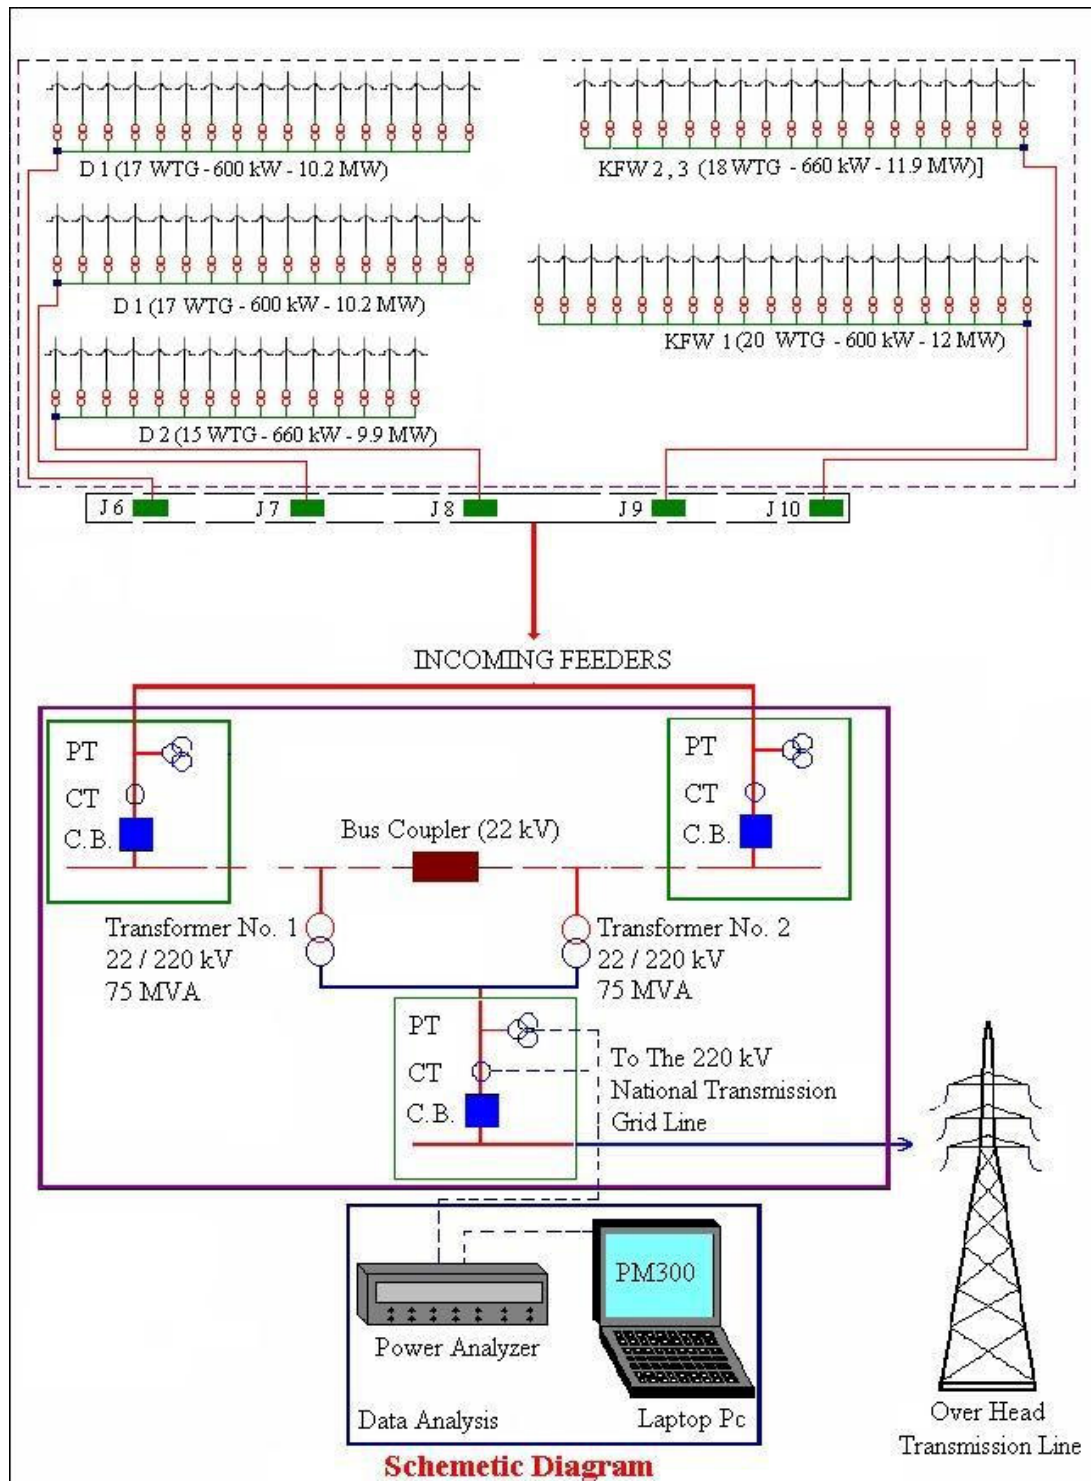 D 1 (17 WTG - 600 kW - 10.2 MW)
KFW 2 , 3 (18 WTG - 660 kW - 11.9 MW)]
D 1 (17 WTG - 600 kW - 10.2 MW)
KFW 1 (20 WTG - 600 kW - 12 MW)
D 2 (15 WTG - 660 kW - 9.9 MW)
J 6
J 7
J 8
J 9
J 10
INCOMING FEEDERS
PT
CT
C.B.
PT
CT
C.B.
Bus Coupler (22 kV)
Transformer No. 1
22 / 220 kV
75 MVA
Transformer No. 2
22 / 220 kV
75 MVA
PT
CT
C.B.
To The 220 kV
National Transmission
Grid Line
PM300
Power Analyzer
Data Analysis
Laptop Pc
Over Head
Transmission Line
Schemetic Diagram